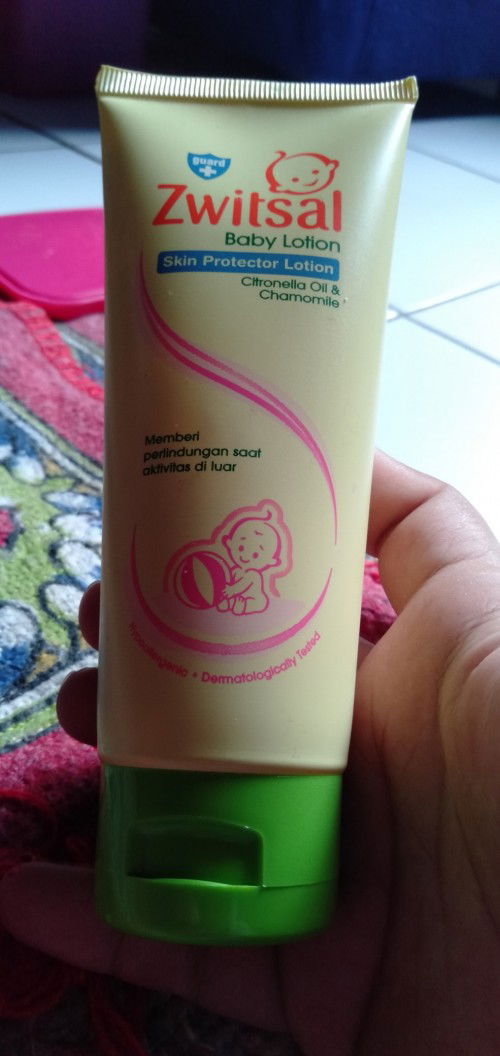 guard
Zwitsal
Baby Lotion
Skin Protector Lotion
Citronella Oil &
Chamomile
Memberi
perlindungan saat
aktivitas di luar
Hypoallergenic • Dermatologically Tested